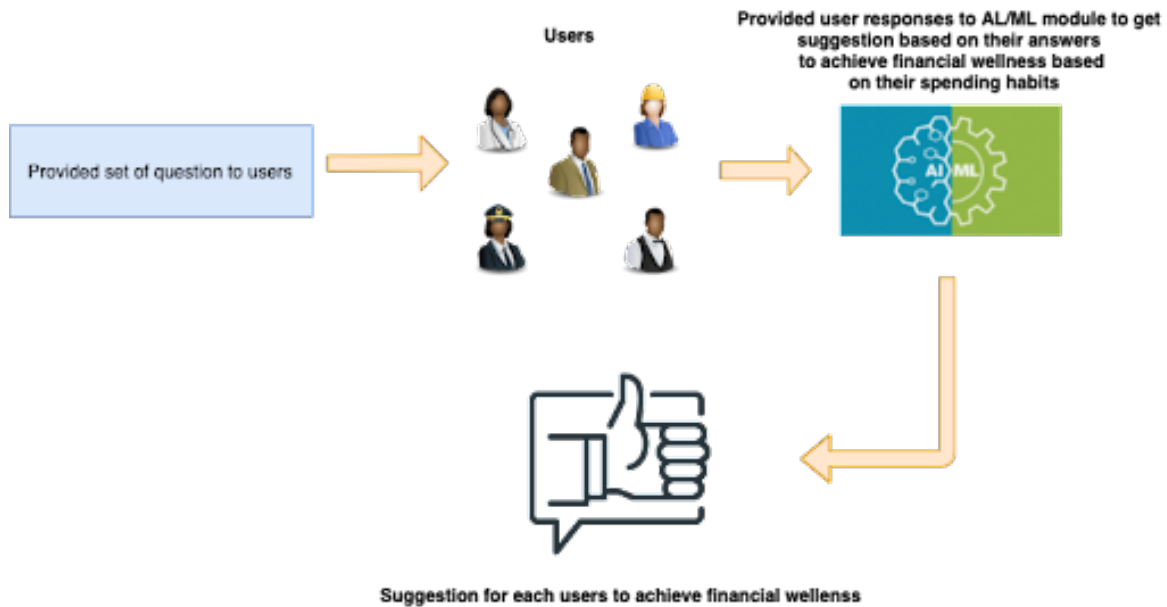 Provided user responses to AL/ML module to get
suggestion based on their answers
to achieve financial wellness based
on their spending habits
Users
Provided set of question to users
AI ML
Suggestion for each users to achieve financial wellenss